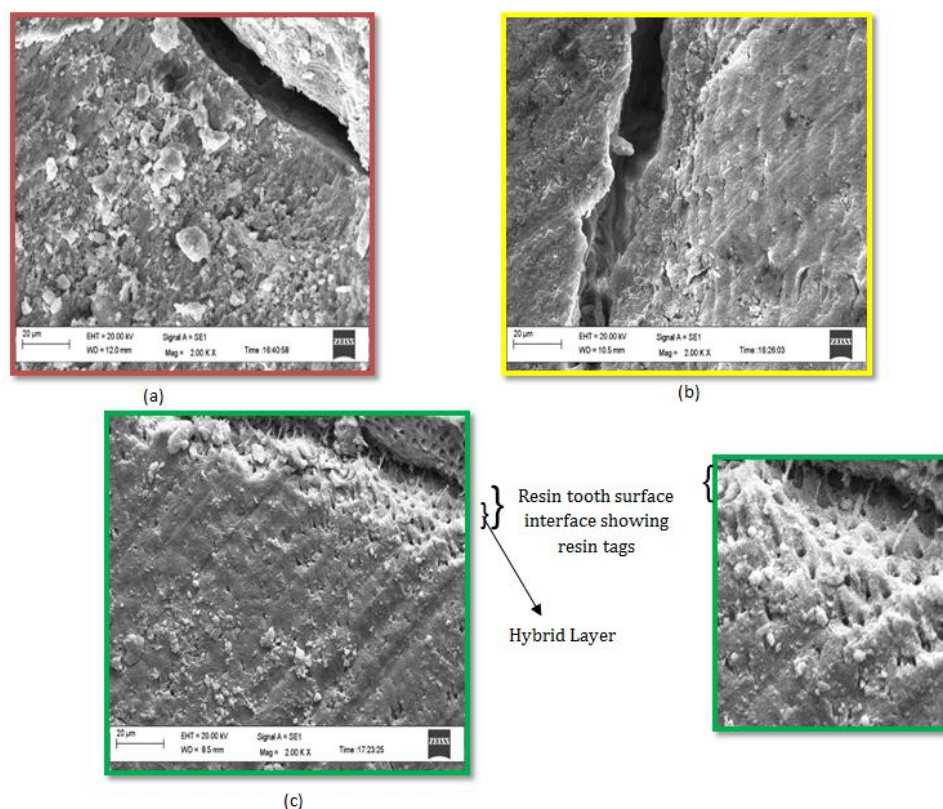 20 µm
EHT = 20.00 kV
Signal A = SE1
WD = 12.0 mm
Mag = 2.00 K X
Time :16:40:58
ZEISS
(a)
20 µm
EHT = 20.00 kV
Signal A = SE1
WD = 10.5 mm
Mag = 2.00 K X
Time :16:26:03
ZEISS
(b)
20 µm
EHT = 20.00 kV
Signal A = SE1
WD = 8.5 mm
Mag = 2.00 K X
Time :17:23:25
ZEISS
(c)
Resin tooth surface
interface showing
resin tags
Hybrid Layer